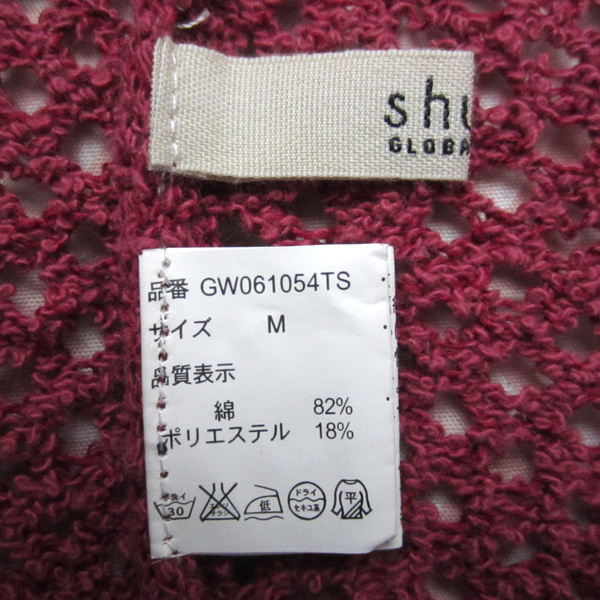 shu
GLOBA
品番 GW061054TS
サイズ M
品質表示
綿 82%
ポリエステル 18%
30 低 ドライ セキユ系 平